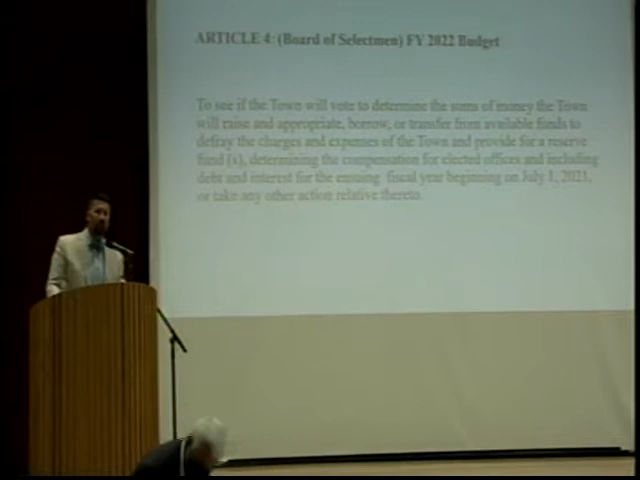 ARTICLE 4: (Board of Selectmen) FY 2022 Budget
To see if the Town will vote to determine the sums of money the Town
will raise and appropriate, borrow, or transfer from available funds to
defray the charges and expenses of the Town and provide for a reserve
fund (s), determining the compensation for elected offices and including
debt and interest for the ensuing fiscal year beginning on July 1, 2021,
or take any other action relative thereto.